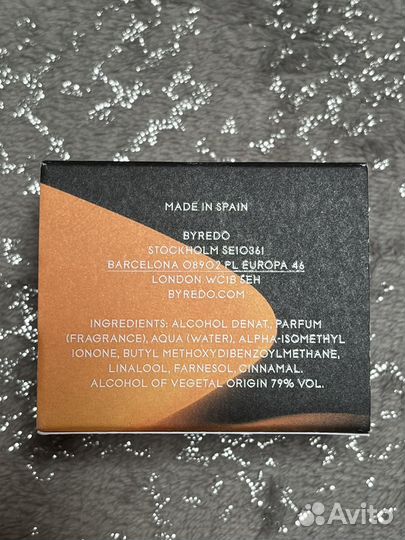 MADE IN SPAIN
BYREDO
STOCKHOLM SE10361
BARCELONA 08902 PL EUROPA 46
LONDON WC1B 5EH
BYREDO.COM
INGREDIENTS: ALCOHOL DENAT., PARFUM
(FRAGRANCE), AQUA (WATER), ALPHA-ISOMETHYL
IONONE, BUTYL METHOXYDIBENZOYLMETHANE,
LINALOOL, FARNESOL, CINNAMAL.
ALCOHOL OF VEGETAL ORIGIN 79% VOL.
Avito